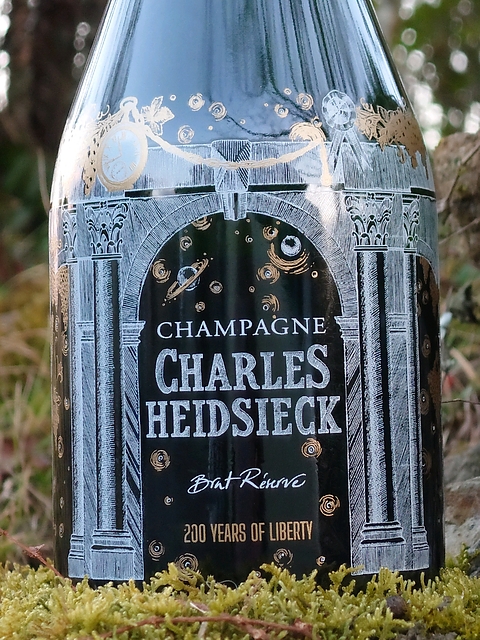 CHAMPAGNE
CHARLES
HEIDSIECK
Brut Réserve
200 YEARS OF LIBERTY